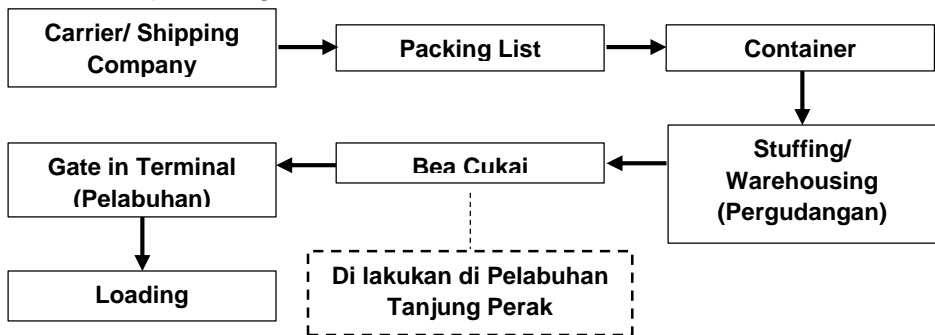 Carrier/ Shipping
Company
Packing List
Container
Stuffing/
Warehousing
(Pergudangan)
Bea Cukai
Gate in Terminal
(Pelabuhan)
Loading
Di lakukan di Pelabuhan
Tanjung Perak